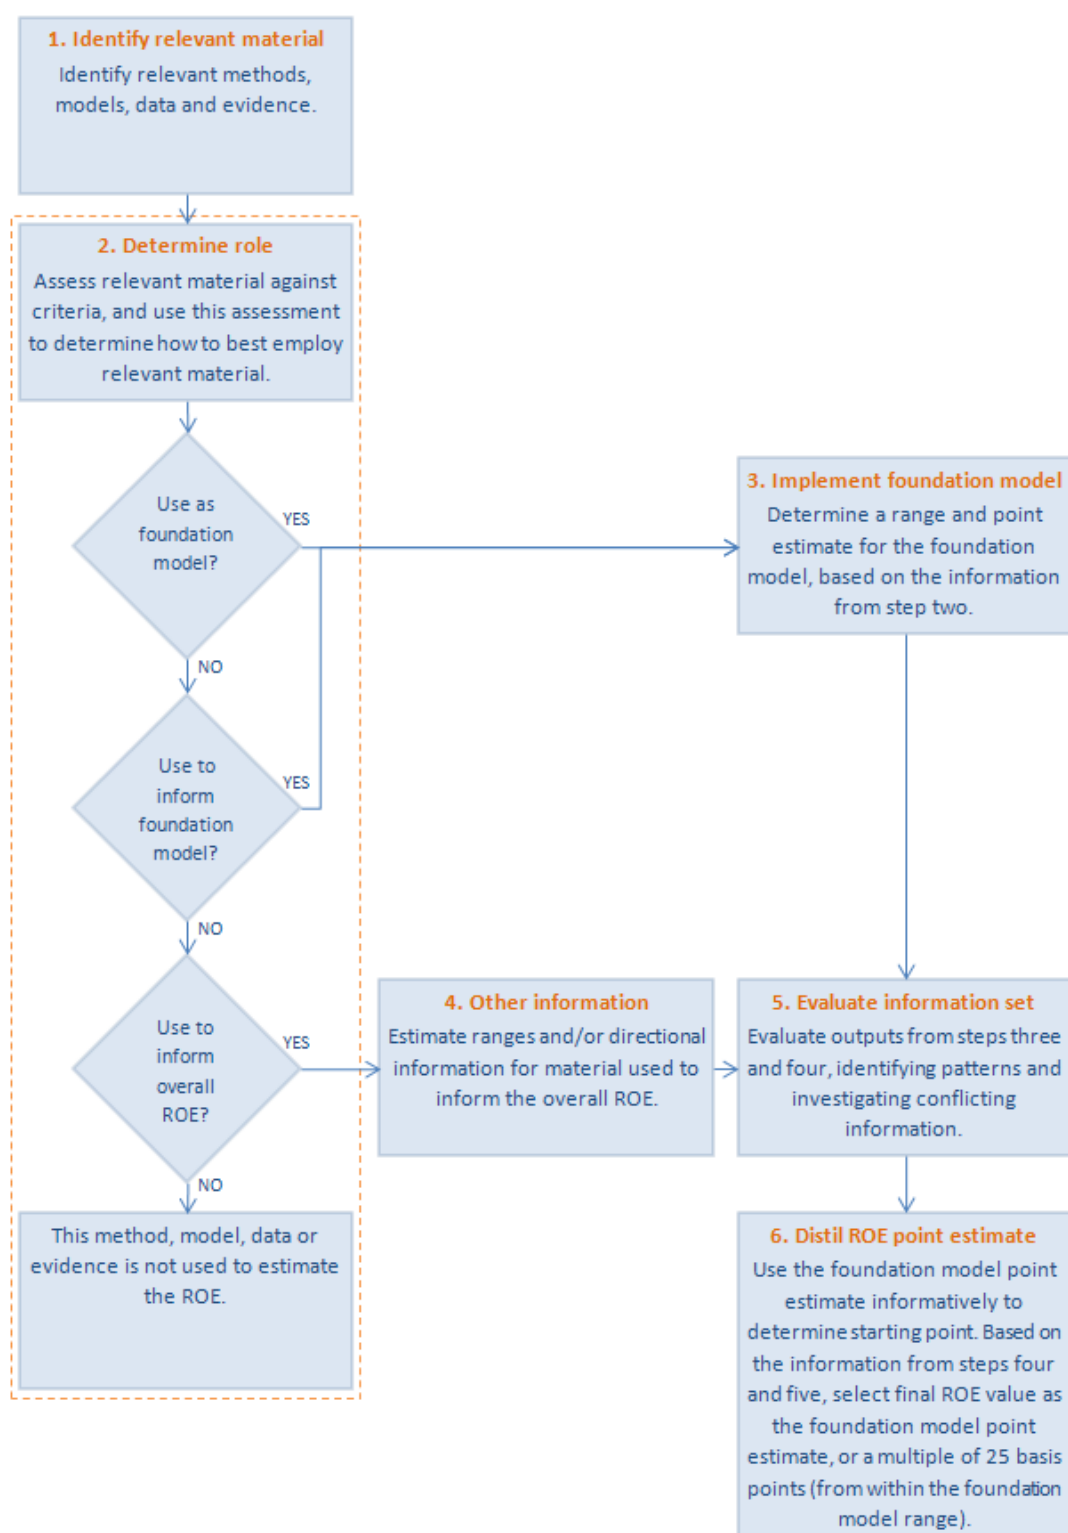 1. Identify relevant material
Identify relevant methods,
models, data and evidence.
2. Determine role
Assess relevant material against
criteria, and use this assessment
to determine how to best employ
relevant material.
Use as
foundation
model?
YES
NO
3. Implement foundation model
Determine a range and point
estimate for the foundation
model, based on the information
from step two.
Use to
inform
foundation
model?
YES
NO
Use to
inform
overall
ROE?
YES
NO
4. Other information
Estimate ranges and/or directional
information for material used to
inform the overall ROE.
5. Evaluate information set
Evaluate outputs from steps three
and four, identifying patterns and
investigating conflicting
information.
This method, model, data or
evidence is not used to estimate
the ROE.
6. Distil ROE point estimate
Use the foundation model point
estimate informatively to
determine starting point. Based on
the information from steps four
and five, select final ROE value as
the foundation model point
estimate, or a multiple of 25 basis
points (from within the foundation
model range).